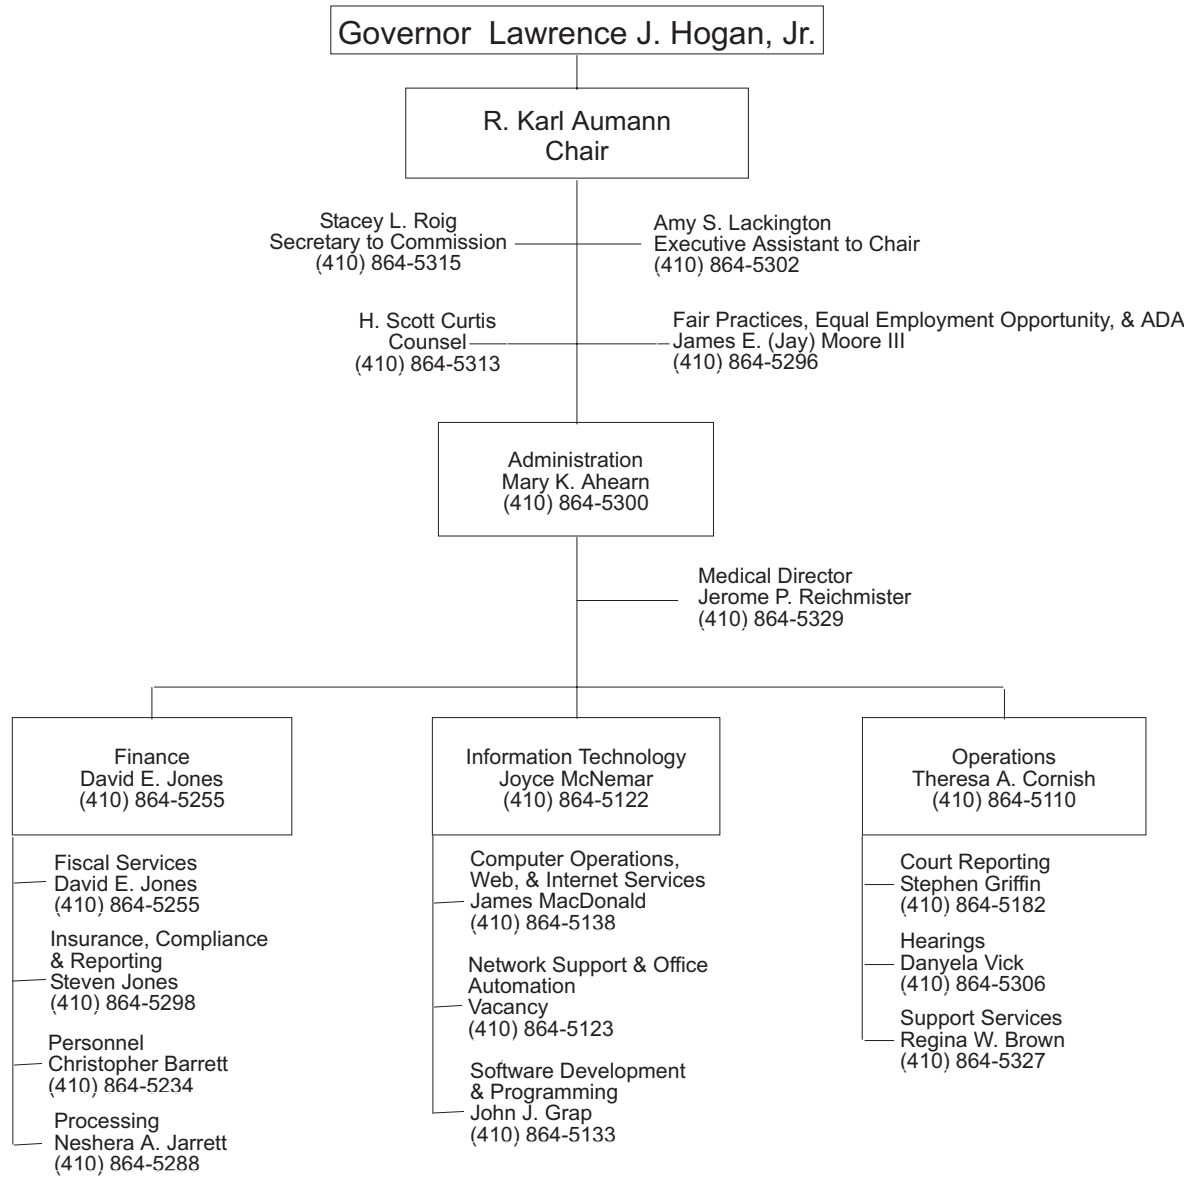 Governor Lawrence J. Hogan, Jr.
R. Karl Aumann
Chair
Stacey L. Roig
Secretary to Commission
(410) 864-5315
Amy S. Lackington
Executive Assistant to Chair
(410) 864-5302
H. Scott Curtis
Counsel
(410) 864-5313
Fair Practices, Equal Employment Opportunity, & ADA
James E. (Jay) Moore III
(410) 864-5296
Administration
Mary K. Ahearn
(410) 864-5300
Medical Director
Jerome P. Reichmister
(410) 864-5329
Finance
David E. Jones
(410) 864-5255
Fiscal Services
David E. Jones
(410) 864-5255
Insurance, Compliance
& Reporting
Steven Jones
(410) 864-5298
Personnel
Christopher Barrett
(410) 864-5234
Processing
Neshera A. Jarrett
(410) 864-5288
Information Technology
Joyce McNemar
(410) 864-5122
Computer Operations,
Web, & Internet Services
James MacDonald
(410) 864-5138
Network Support & Office
Automation
Vacancy
(410) 864-5123
Software Development
& Programming
John J. Grap
(410) 864-5133
Operations
Theresa A. Cornish
(410) 864-5110
Court Reporting
Stephen Griffin
(410) 864-5182
Hearings
Danyela Vick
(410) 864-5306
Support Services
Regina W. Brown
(410) 864-5327